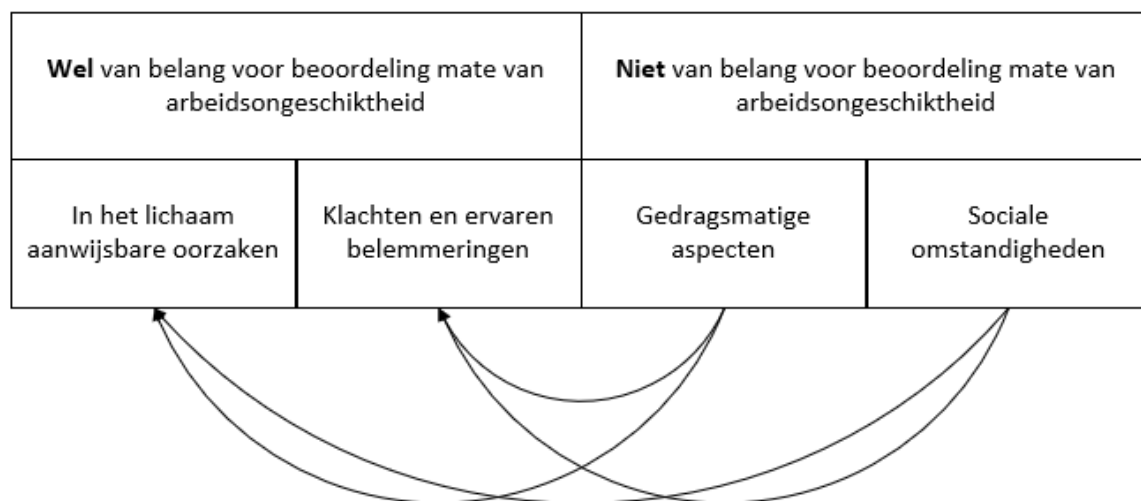 Wel van belang voor beoordeling mate van
arbeidsongeschiktheid
Niet van belang voor beoordeling mate van
arbeidsongeschiktheid
In het lichaam
aanwijsbare oorzaken
Klachten en ervaren
belemmeringen
Gedragsmatige
aspecten
Sociale
omstandigheden